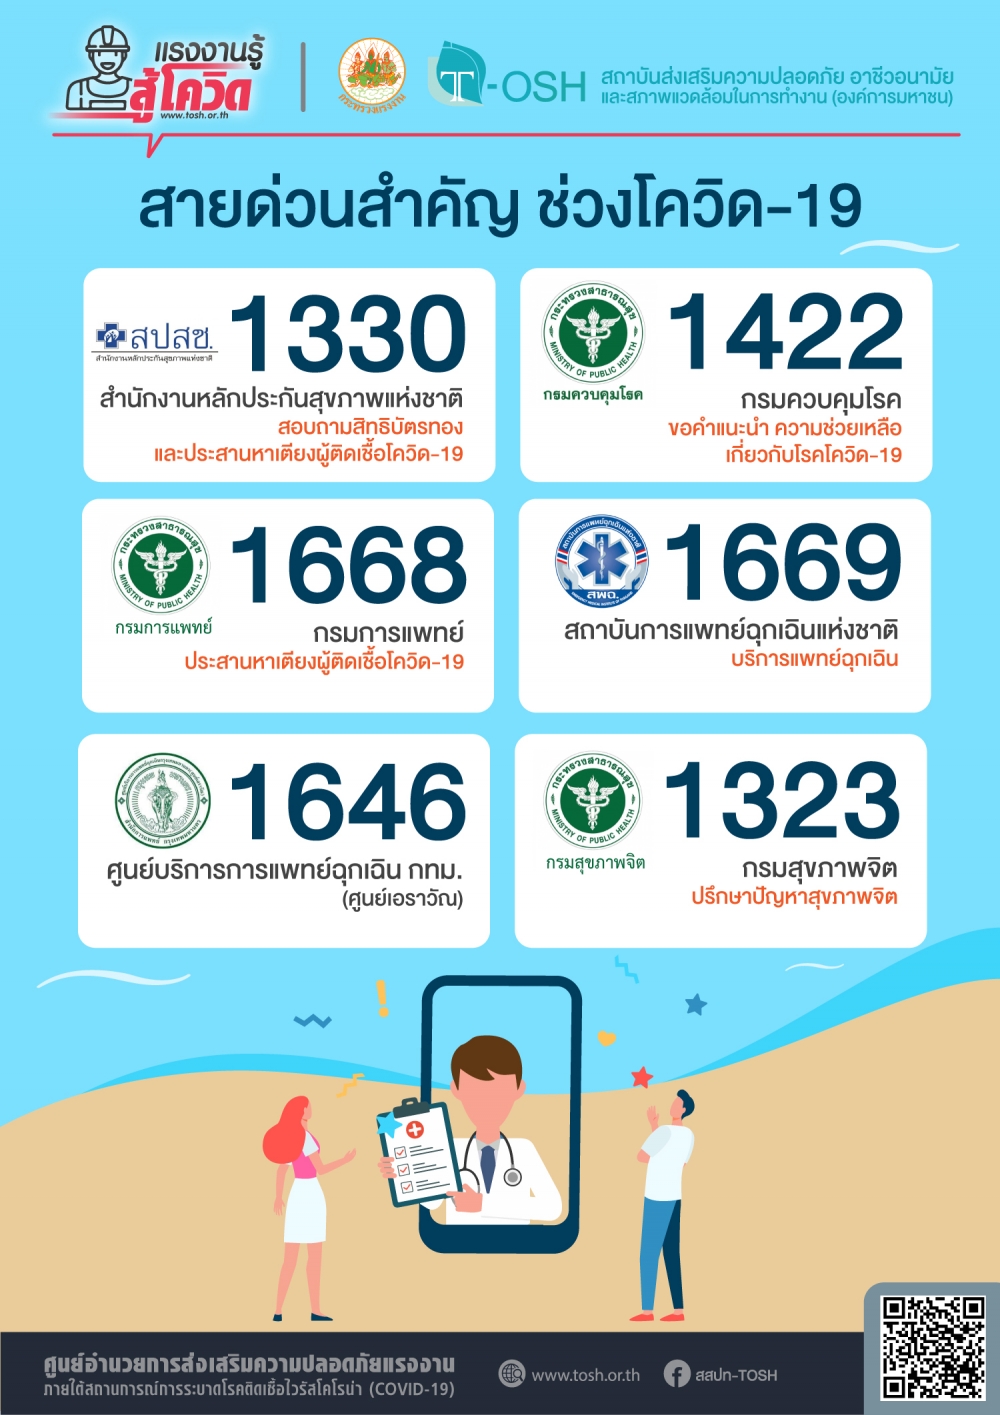 แรงงานรู้
สู้โควิด
www.tosh.or.th
กระทรวงแรงงาน
T-OSH
สถาบันส่งเสริมความปลอดภัย อาชีวอนามัย
และสภาพแวดล้อมในการทำงาน (องค์การมหาชน)
สายด่วนสำคัญ ช่วงโควิด-19
สปสช.
สำนักงานหลักประกันสุขภาพแห่งชาติ
1330
สำนักงานหลักประกันสุขภาพแห่งชาติ
สอบถามสิทธิบัตรทอง
และประสานหาเตียงผู้ติดเชื้อโควิด-19
กระทรวงสาธารณสุข
MINISTRY OF PUBLIC HEALTH
กรมควบคุมโรค
1422
กรมควบคุมโรค
ขอคำแนะนำ ความช่วยเหลือ
เกี่ยวกับโรคโควิด-19
กระทรวงสาธารณสุข
MINISTRY OF PUBLIC HEALTH
กรมการแพทย์
1668
กรมการแพทย์
ประสานหาเตียงผู้ติดเชื้อโควิด-19
สถาบันการแพทย์ฉุกเฉินแห่งชาติ
สพฉ.
1669
สถาบันการแพทย์ฉุกเฉินแห่งชาติ
บริการแพทย์ฉุกเฉิน
1646
ศูนย์บริการการแพทย์ฉุกเฉิน กทม.
(ศูนย์เอราวัณ)
กระทรวงสาธารณสุข
MINISTRY OF PUBLIC HEALTH
กรมสุขภาพจิต
1323
กรมสุขภาพจิต
ปรึกษาปัญหาสุขภาพจิต
ศูนย์อำนวยการส่งเสริมความปลอดภัยแรงงาน
ภายใต้สถานการณ์การระบาดโรคติดเชื้อไวรัสโคโรน่า (COVID-19)
www.tosh.or.th
สสปท-TOSH